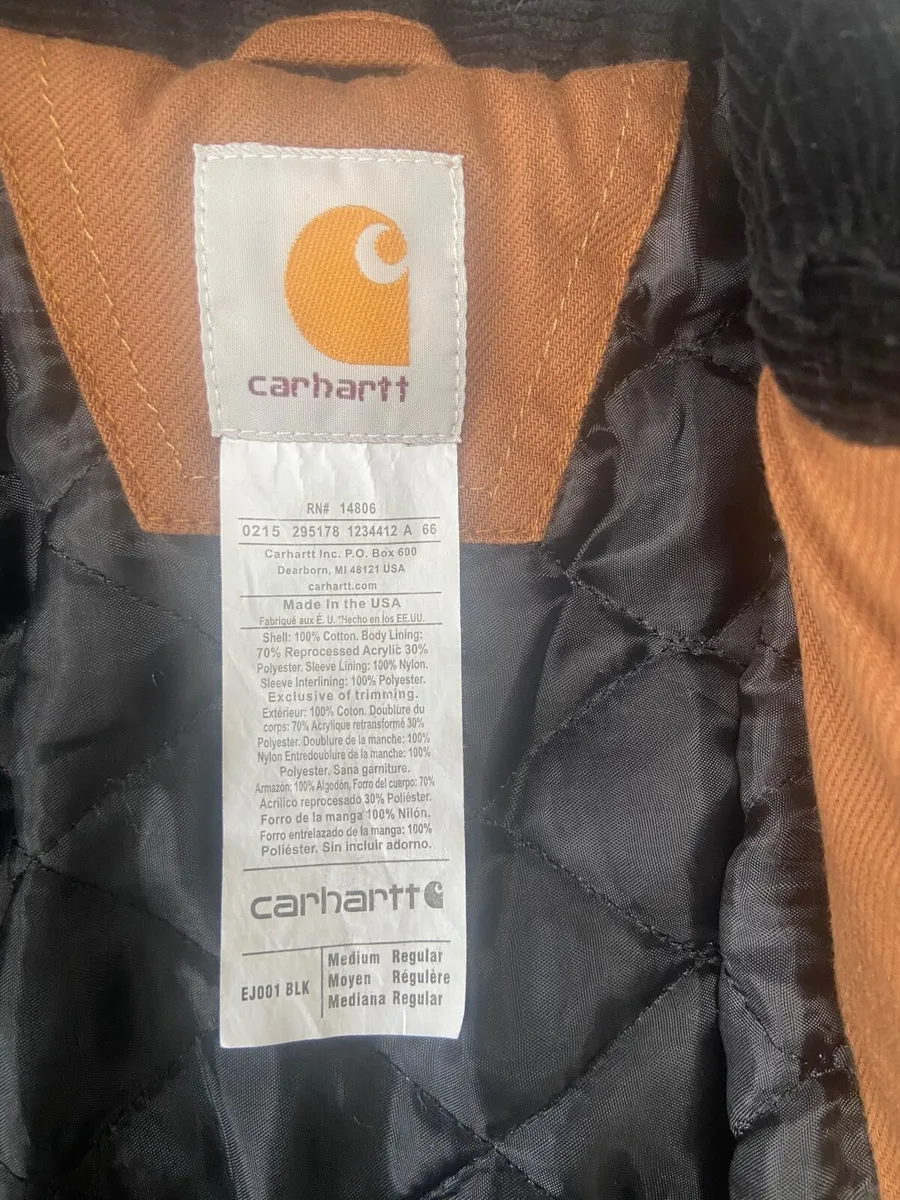 carhartt
RN# 14806
0215 295178 1234412 A 66
Carhartt Inc. P.O. Box 600
Dearborn, MI 48121 USA
carhartt.com
Made In the USA
Fabriqué aux É. U. *Hecho en los EE.UU.
Shell: 100% Cotton. Body Lining:
70% Reprocessed Acrylic 30%
Polyester. Sleeve Lining: 100% Nylon.
Sleeve Interlining: 100% Polyester.
Exclusive of trimming.
Extérieur: 100% Coton. Doublure du
corps: 70% Acrylique retransformé 30%
Polyester. Doublure de la manche: 100%
Nylon Entredoublure de la manche: 100%
Polyester. Sana garniture.
Armazón: 100% Algodón, Forro del cuerpo: 70%
Acrílico reprocesado 30% Poliéster.
Forro de la manga 100% Nilón.
Forro entrelazado de la manga: 100%
Poliéster. Sin incluir adorno.
carhartt
EJ001 BLK
Medium Regular
Moyen Régulère
Mediana Regular